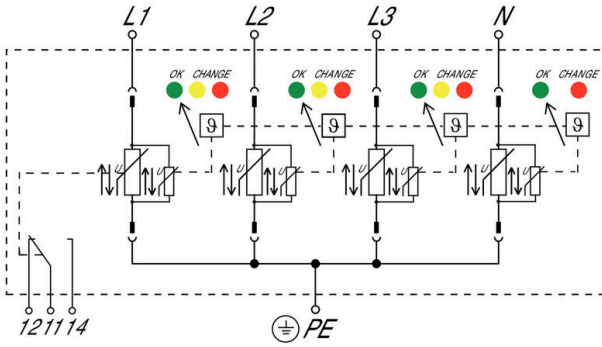 L1 L2 L3 N
OK CHANGE OK CHANGE OK CHANGE OK CHANGE
ϑ ϑ ϑ ϑ
U U U U U U U U
12 11 14
PE